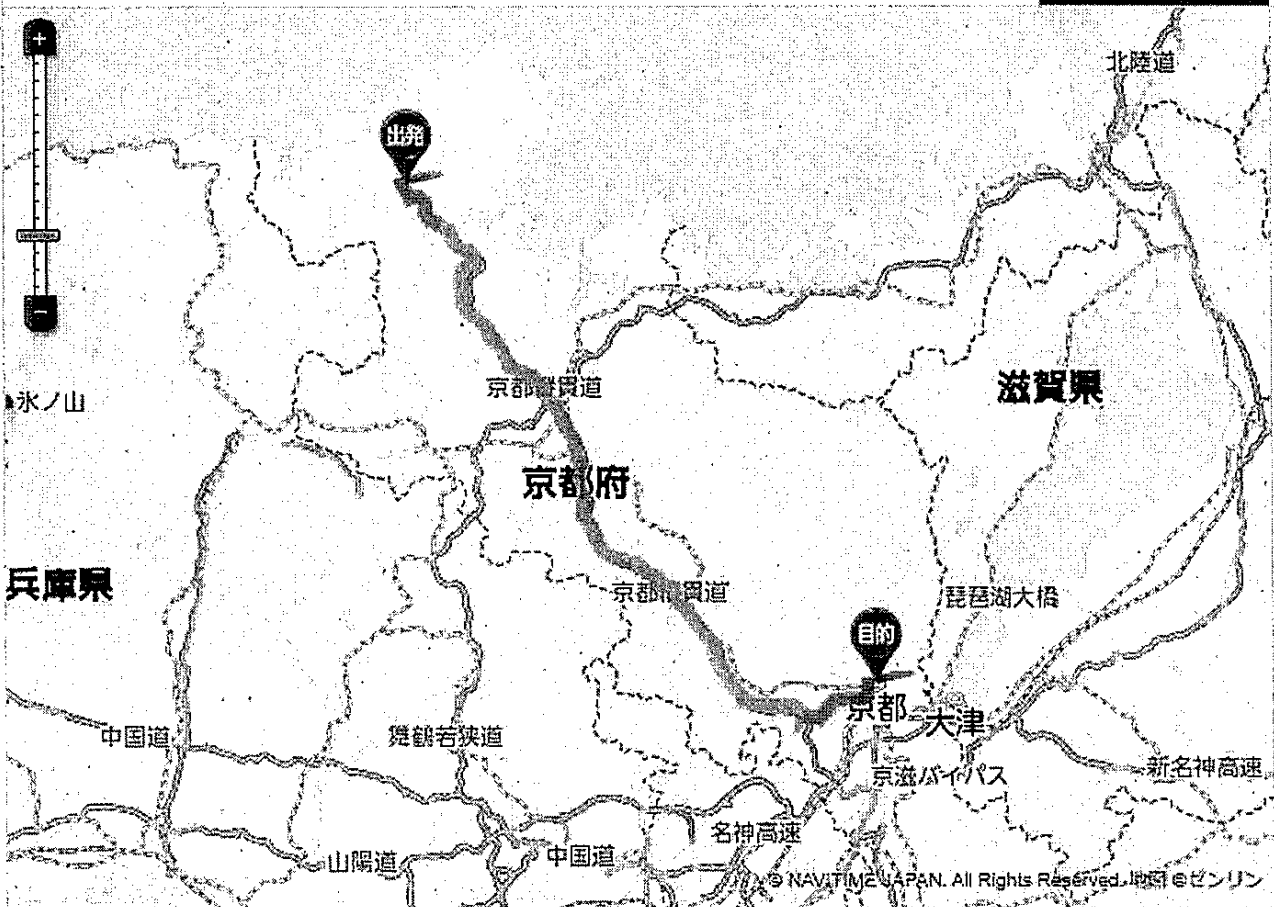 +
北陸道
出発
-
京都縦貫道
滋賀県
氷ノ山
京都府
兵庫県
京都縦貫道
琵琶湖大橋
目的
京都
大津
中国道
舞鶴若狭道
京滋バイパス
新名神高速
名神高速
中国道
山陽道
© NAVITIME JAPAN. All Rights Reserved. 地図 ©ゼンリン